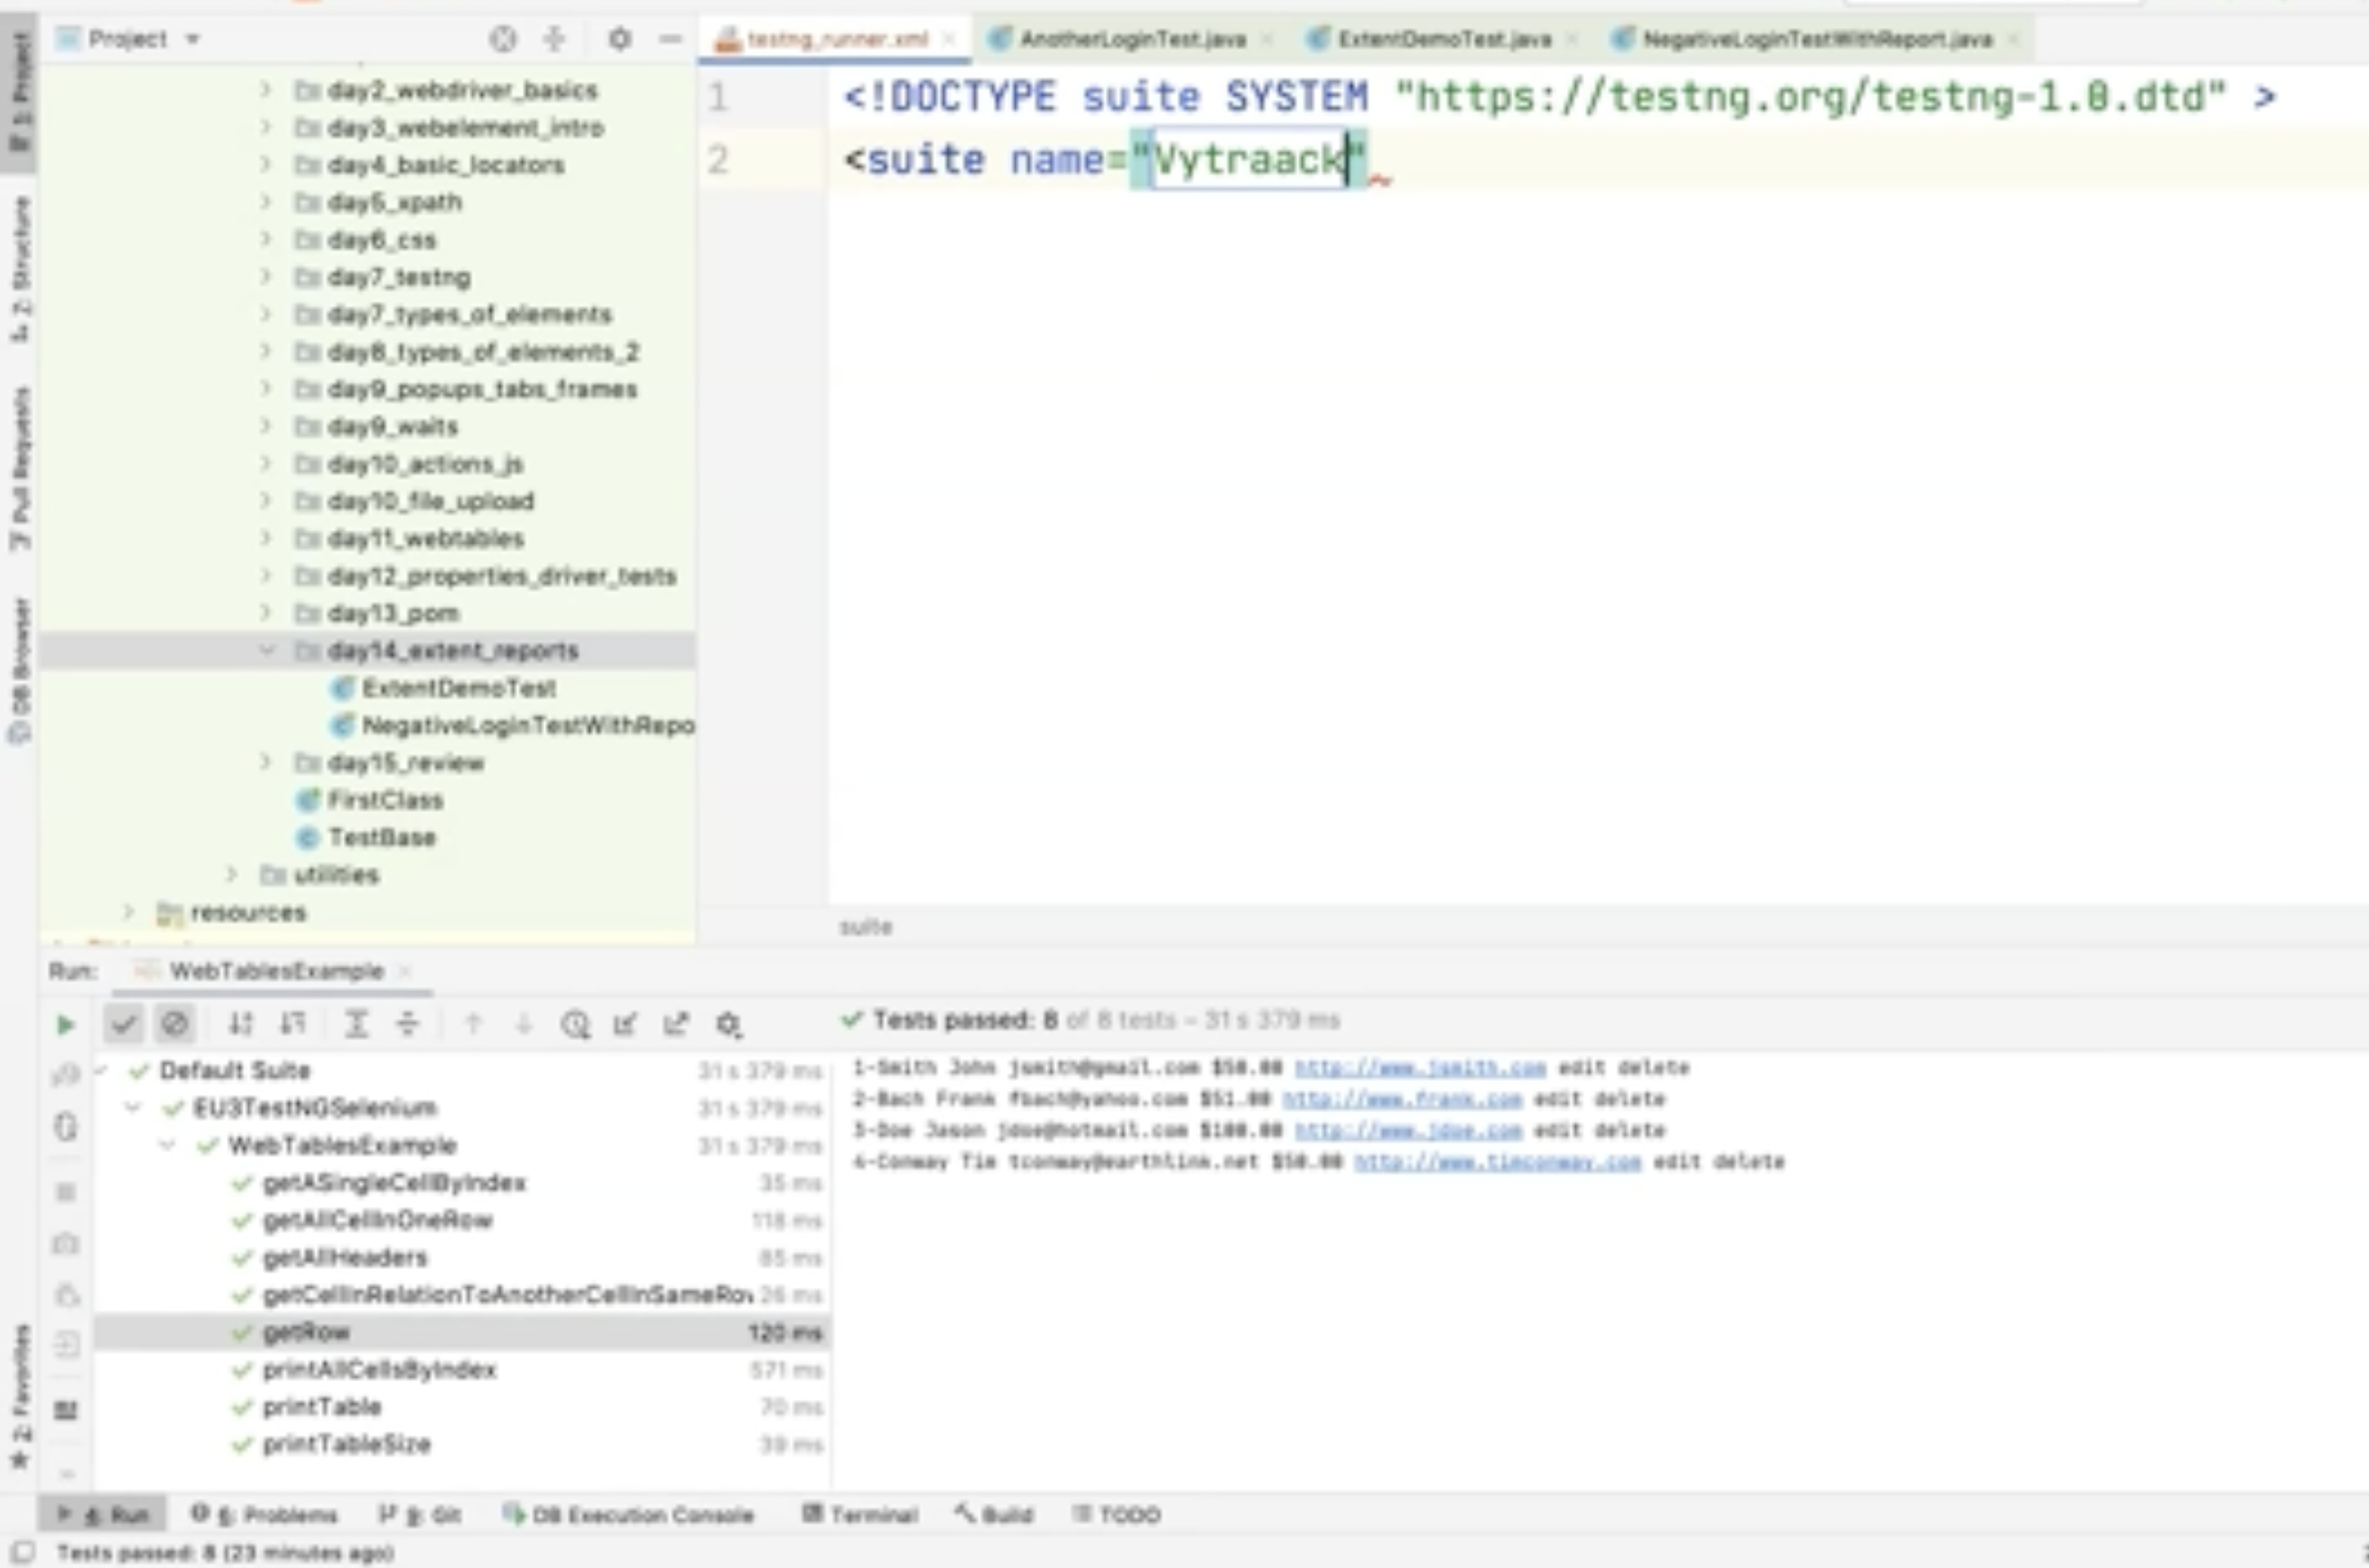 Project
testng_runner.xml
AnotherLoginTest.java
ExtentDemoTest.java
NegativeLoginTestWithReport.java
1: Project
2: Structure
Pull Requests
DB Browser
2: Favorites
day2_webdriver_basics
day3_webelement_intro
day4_basic_locators
day5_xpath
day6_css
day7_testng
day7_types_of_elements
day8_types_of_elements_2
day9_popups_tabs_frames
day9_waits
day10_actions_js
day10_file_upload
day11_webtables
day12_properties_driver_tests
day13_pom
day14_extent_reports
ExtentDemoTest
NegativeLoginTestWithRepo
day15_review
FirstClass
TestBase
utilities
resources
1 <!DOCTYPE suite SYSTEM "https://testng.org/testng-1.0.dtd" >
2 <suite name="Vytraack"
suite
Run: WebTablesExample
Tests passed: 8 of 8 tests – 31 s 379 ms
Default Suite 31 s 379 ms
EU3TestNGSelenium 31 s 379 ms
WebTablesExample 31 s 379 ms
getASingleCellByIndex 35 ms
getAllCellInOneRow 118 ms
getAllHeaders 85 ms
getCellInRelationToAnotherCellInSameRow 26 ms
getRow 120 ms
printAllCellsByIndex 571 ms
printTable 70 ms
printTableSize 39 ms
1-Smith John jsmith@gmail.com $50.00 http://www.jsmith.com edit delete
2-Bach Frank fbach@yahoo.com $51.00 http://www.frank.com edit delete
3-Doe Jason jdoe@hotmail.com $100.00 http://www.jdoe.com edit delete
4-Conway Tim tconway@earthlink.net $50.00 http://www.timconway.com edit delete
4: Run
6: Problems
9: Git
DB Execution Console
Terminal
Build
TODO
Tests passed: 8 (23 minutes ago)